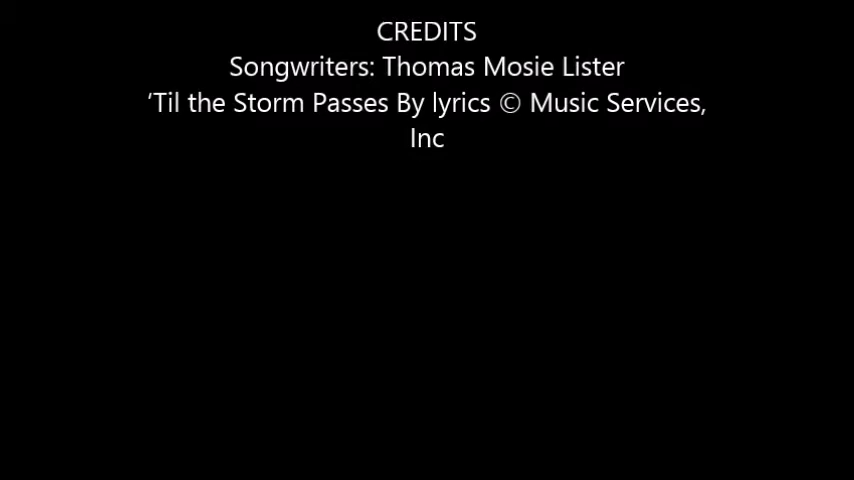 CREDITS
Songwriters: Thomas Mosie Lister
‘Til the Storm Passes By lyrics © Music Services,
Inc